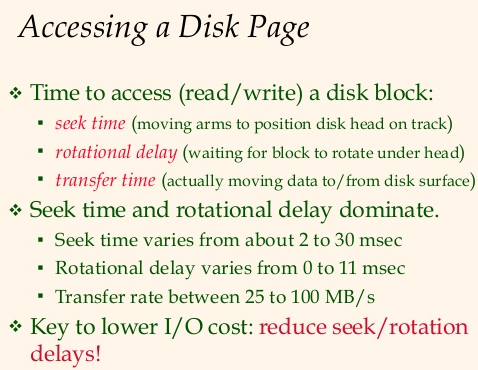 Accessing a Disk Page
❖ Time to access (read/write) a disk block:
▪ seek time (moving arms to position disk head on track)
▪ rotational delay (waiting for block to rotate under head)
▪ transfer time (actually moving data to/from disk surface)
❖ Seek time and rotational delay dominate.
▪ Seek time varies from about 2 to 30 msec
▪ Rotational delay varies from 0 to 11 msec
▪ Transfer rate between 25 to 100 MB/s
❖ Key to lower I/O cost: reduce seek/rotation
delays!